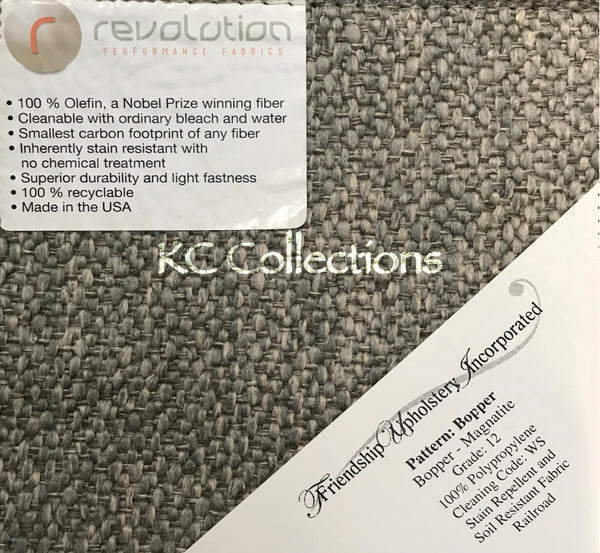 r revolution
PERFORMANCE FABRICS
• 100 % Olefin, a Nobel Prize winning fiber
• Cleanable with ordinary bleach and water
• Smallest carbon footprint of any fiber
• Inherently stain resistant with
no chemical treatment
• Superior durability and light fastness
• 100 % recyclable
• Made in the USA
KC Collections
Friendship Upholstery Incorporated
Pattern: Bopper
Bopper - Magnatite
Grade: 12
100% Polypropylene
Cleaning Code: WS
Stain Repellent and
Soil Resistant Fabric
Railroad